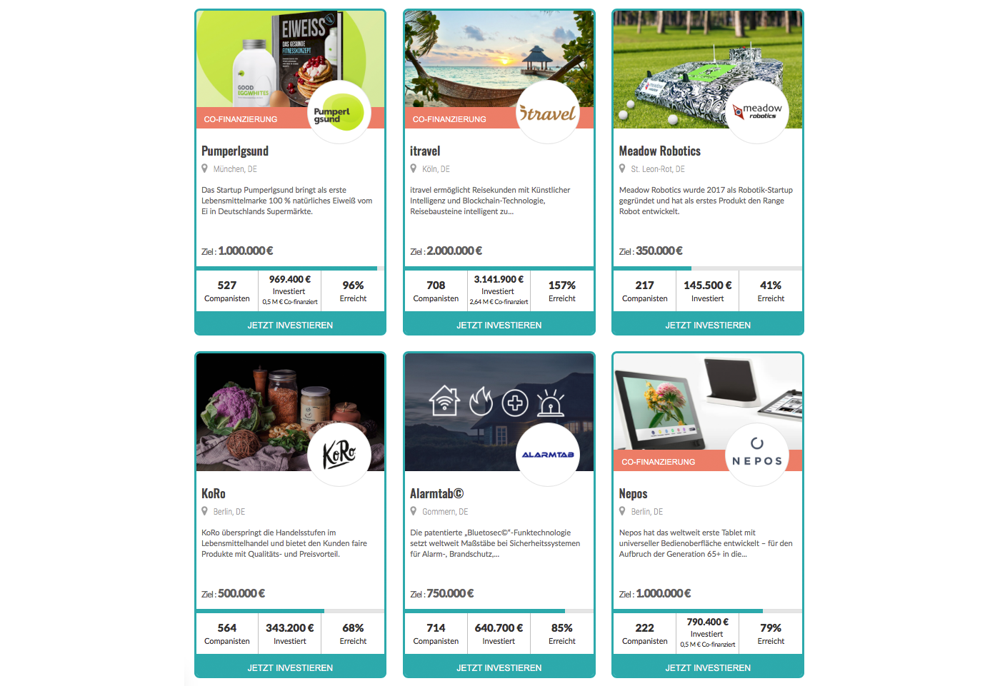 EIWEISS
DAS GESUNDE
FITNESSKONZEPT
GOOD
EGGWHITES
CO-FINANZIERUNG
Pumperl
gsund
Pumperlgsund
München, DE
Das Startup Pumperlgsund bringt als erste
Lebensmittelmarke 100 % natürliches Eiweiß vom
Ei in Deutschlands Supermärkte.
Ziel : 1.000.000 €
527
Companisten
969.400 €
Investiert
0,5 M € Co-finanziert
96%
Erreicht
JETZT INVESTIEREN
CO-FINANZIERUNG
itravel
itravel
Köln, DE
itravel ermöglicht Reisekunden mit Künstlicher
Intelligenz und Blockchain-Technologie,
Reisebausteine intelligent zu...
Ziel : 2.000.000 €
708
Companisten
3.141.900 €
Investiert
2,64 M € Co-finanziert
157%
Erreicht
JETZT INVESTIEREN
meadow
robotics
Meadow Robotics
St. Leon-Rot, DE
Meadow Robotics wurde 2017 als Robotik-Startup
gegründet und hat als erstes Produkt den Range
Robot entwickelt.
Ziel : 350.000 €
217
Companisten
145.500 €
Investiert
41%
Erreicht
JETZT INVESTIEREN
KoRo
KoRo
Berlin, DE
KoRo überspringt die Handelsstufen im
Lebensmittelhandel und bietet den Kunden faire
Produkte mit Qualitäts- und Preisvorteil.
Ziel : 500.000 €
564
Companisten
343.200 €
Investiert
68%
Erreicht
JETZT INVESTIEREN
ALARMTAB
Alarmtab©
Gommern, DE
Die patentierte „Bluetosec©“-Funktechnologie
setzt weltweit Maßstäbe bei Sicherheitssystemen
für Alarm-, Brandschutz,...
Ziel : 750.000 €
714
Companisten
640.700 €
Investiert
85%
Erreicht
JETZT INVESTIEREN
CO-FINANZIERUNG
NEPOS
Nepos
Berlin, DE
Nepos hat das weltweit erste Tablet mit
universeller Bedienoberfläche entwickelt – für den
Aufbruch der Generation 65+ in die...
Ziel : 1.000.000 €
222
Companisten
790.400 €
Investiert
0,5 M € Co-finanziert
79%
Erreicht
JETZT INVESTIEREN